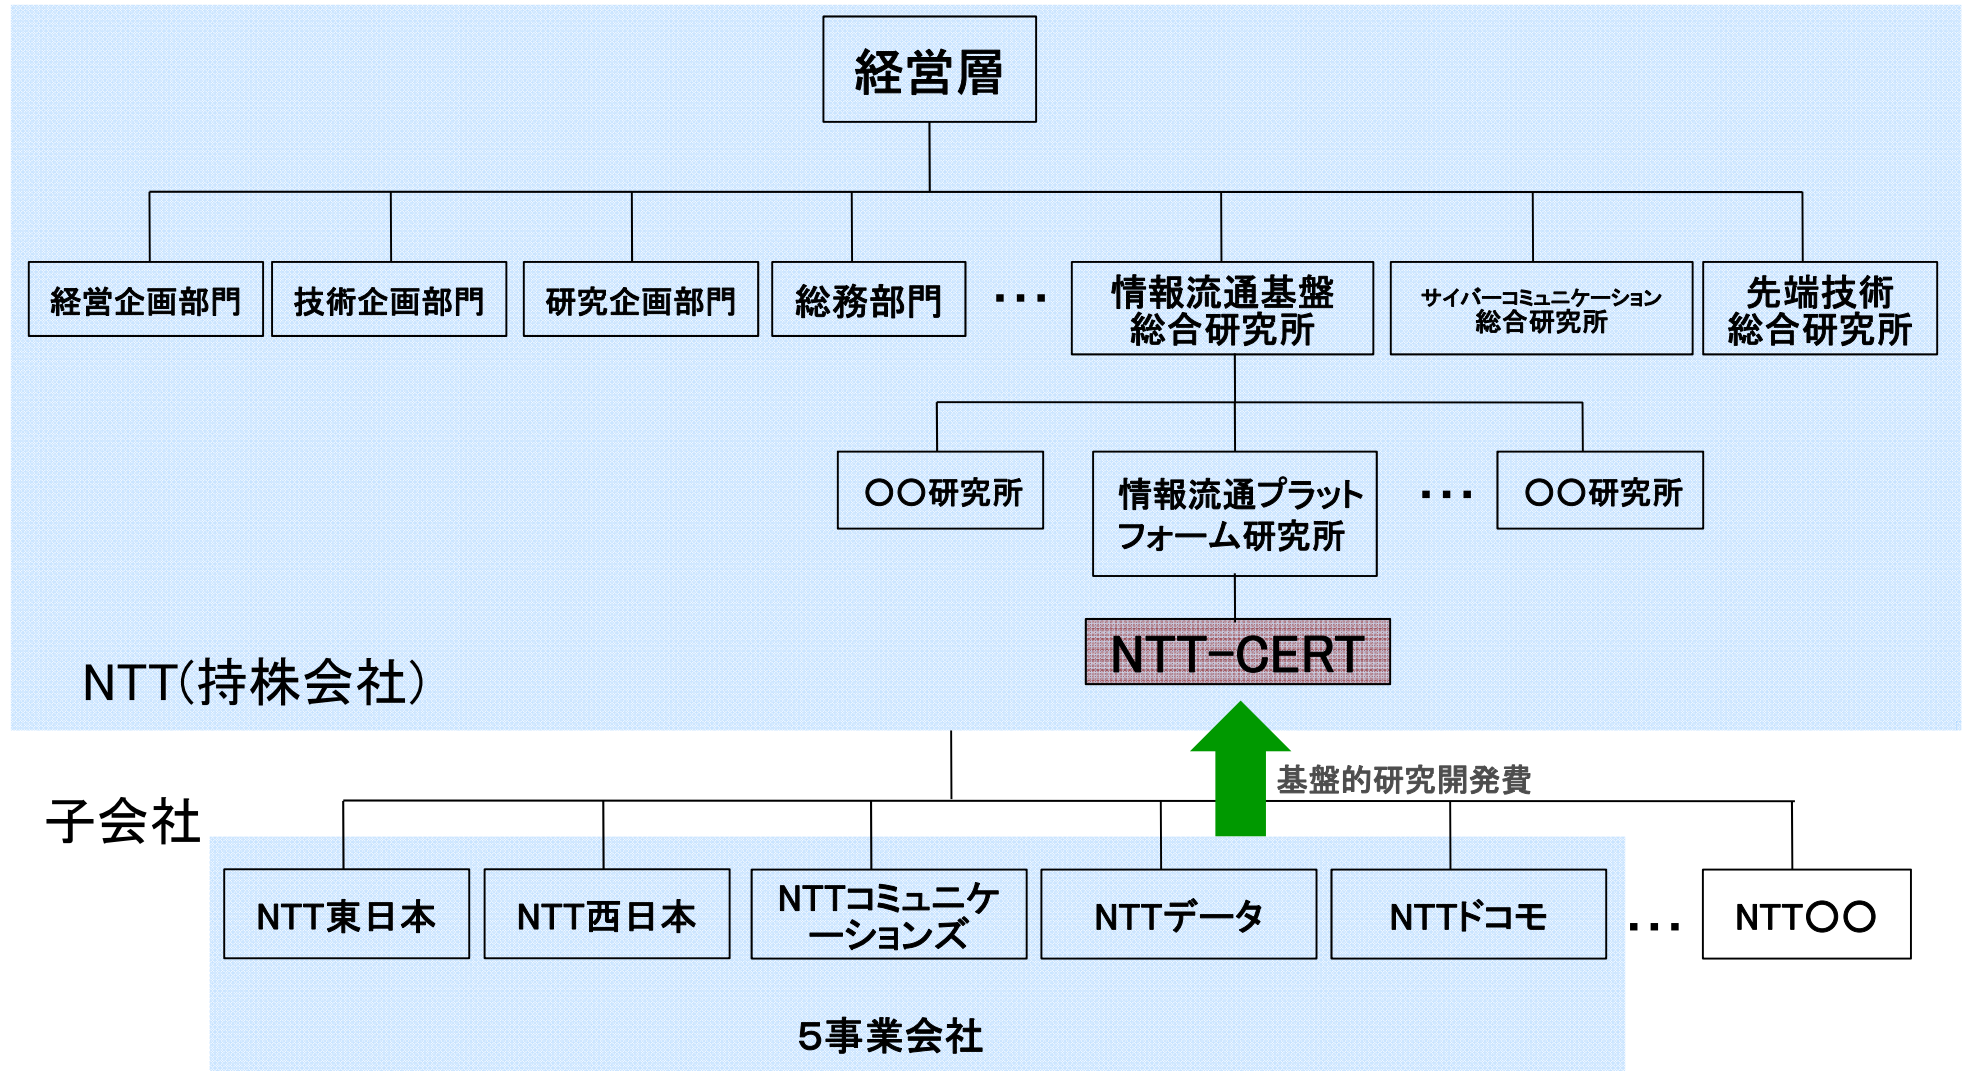 経営層
経営企画部門
技術企画部門
研究企画部門
総務部門
・・・
情報流通基盤
総合研究所
サイバーコミュニケーション
総合研究所
先端技術
総合研究所
〇〇研究所
情報流通プラット
フォーム研究所
・・・
〇〇研究所
NTT-CERT
NTT(持株会社)
基盤的研究開発費
子会社
NTT東日本
NTT西日本
NTTコミュニケ
ーションズ
NTTデータ
NTTドコモ
・・・
NTT〇〇
5事業会社